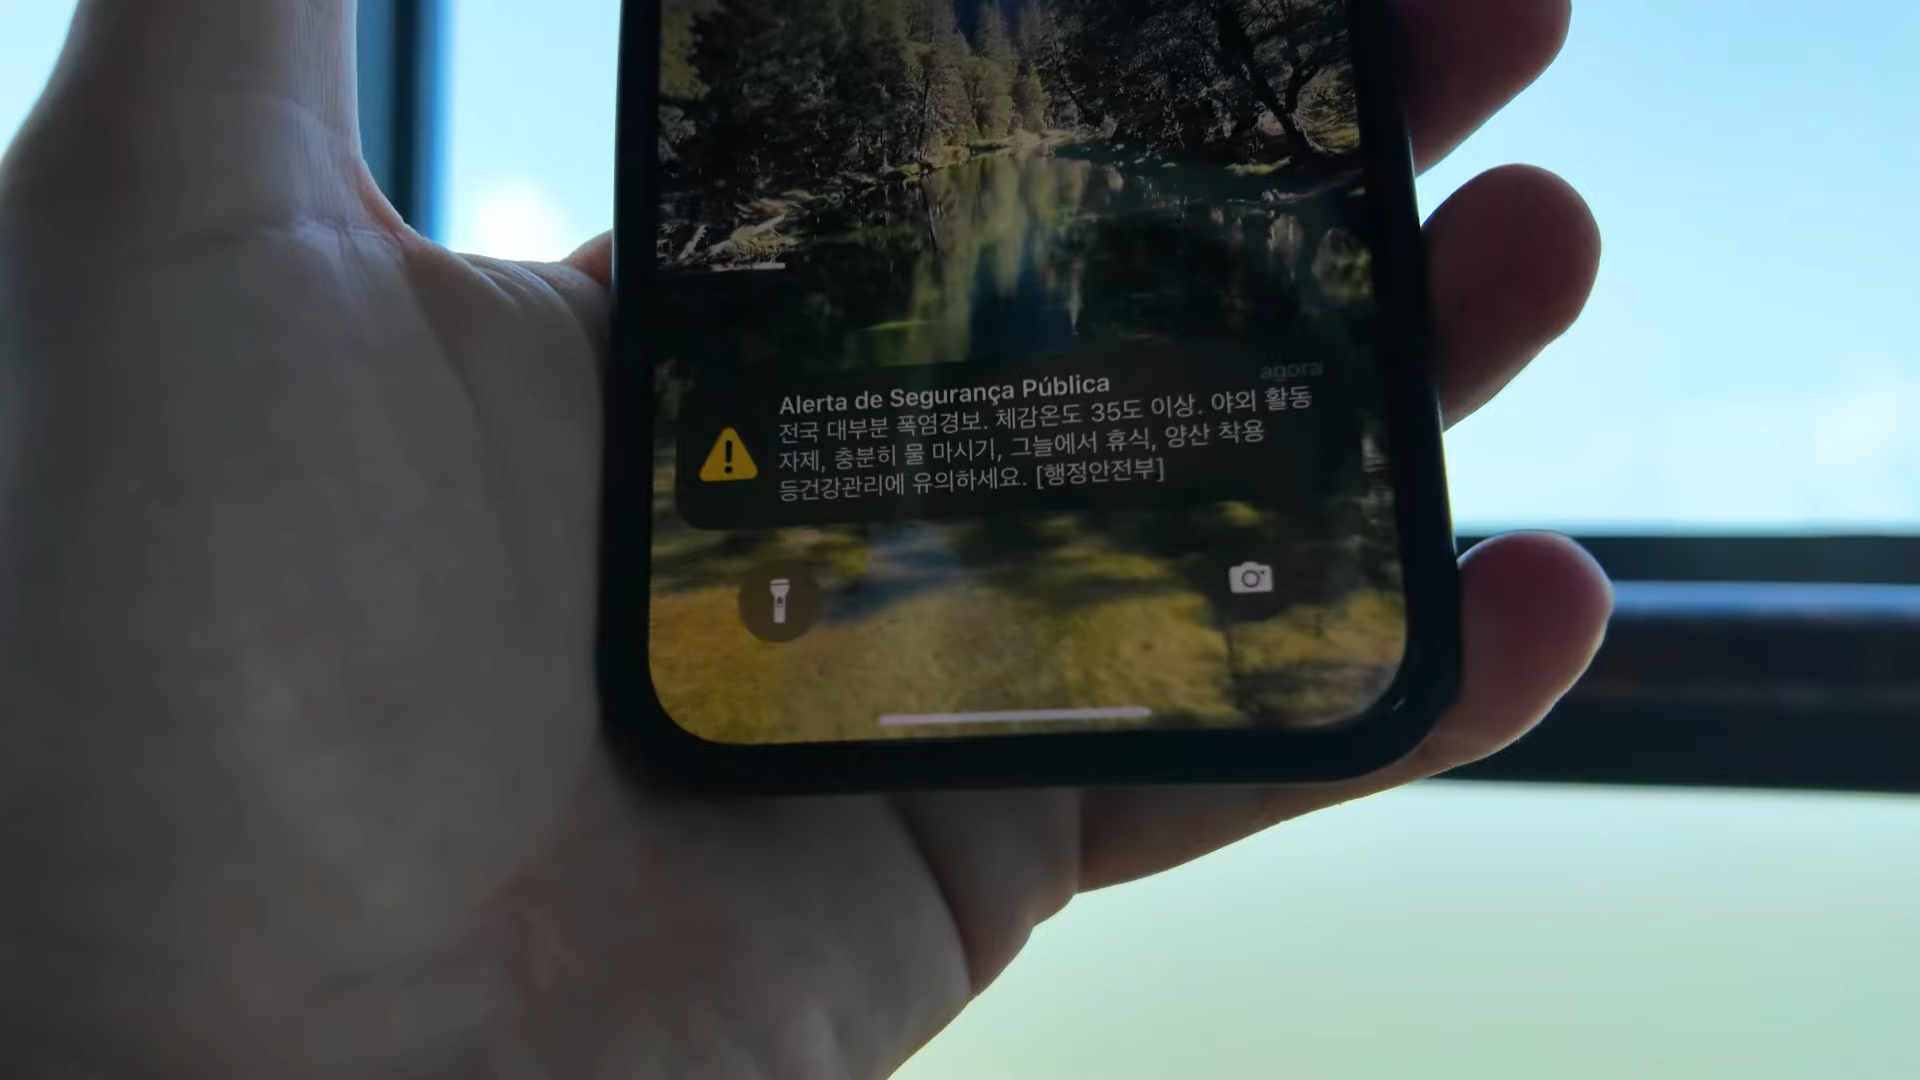 Alerta de Segurança Pública
agora
전국 대부분 폭염경보. 체감온도 35도 이상. 야외 활동
자제, 충분히 물 마시기, 그늘에서 휴식, 양산 착용
등건강관리에 유의하세요. [행정안전부]